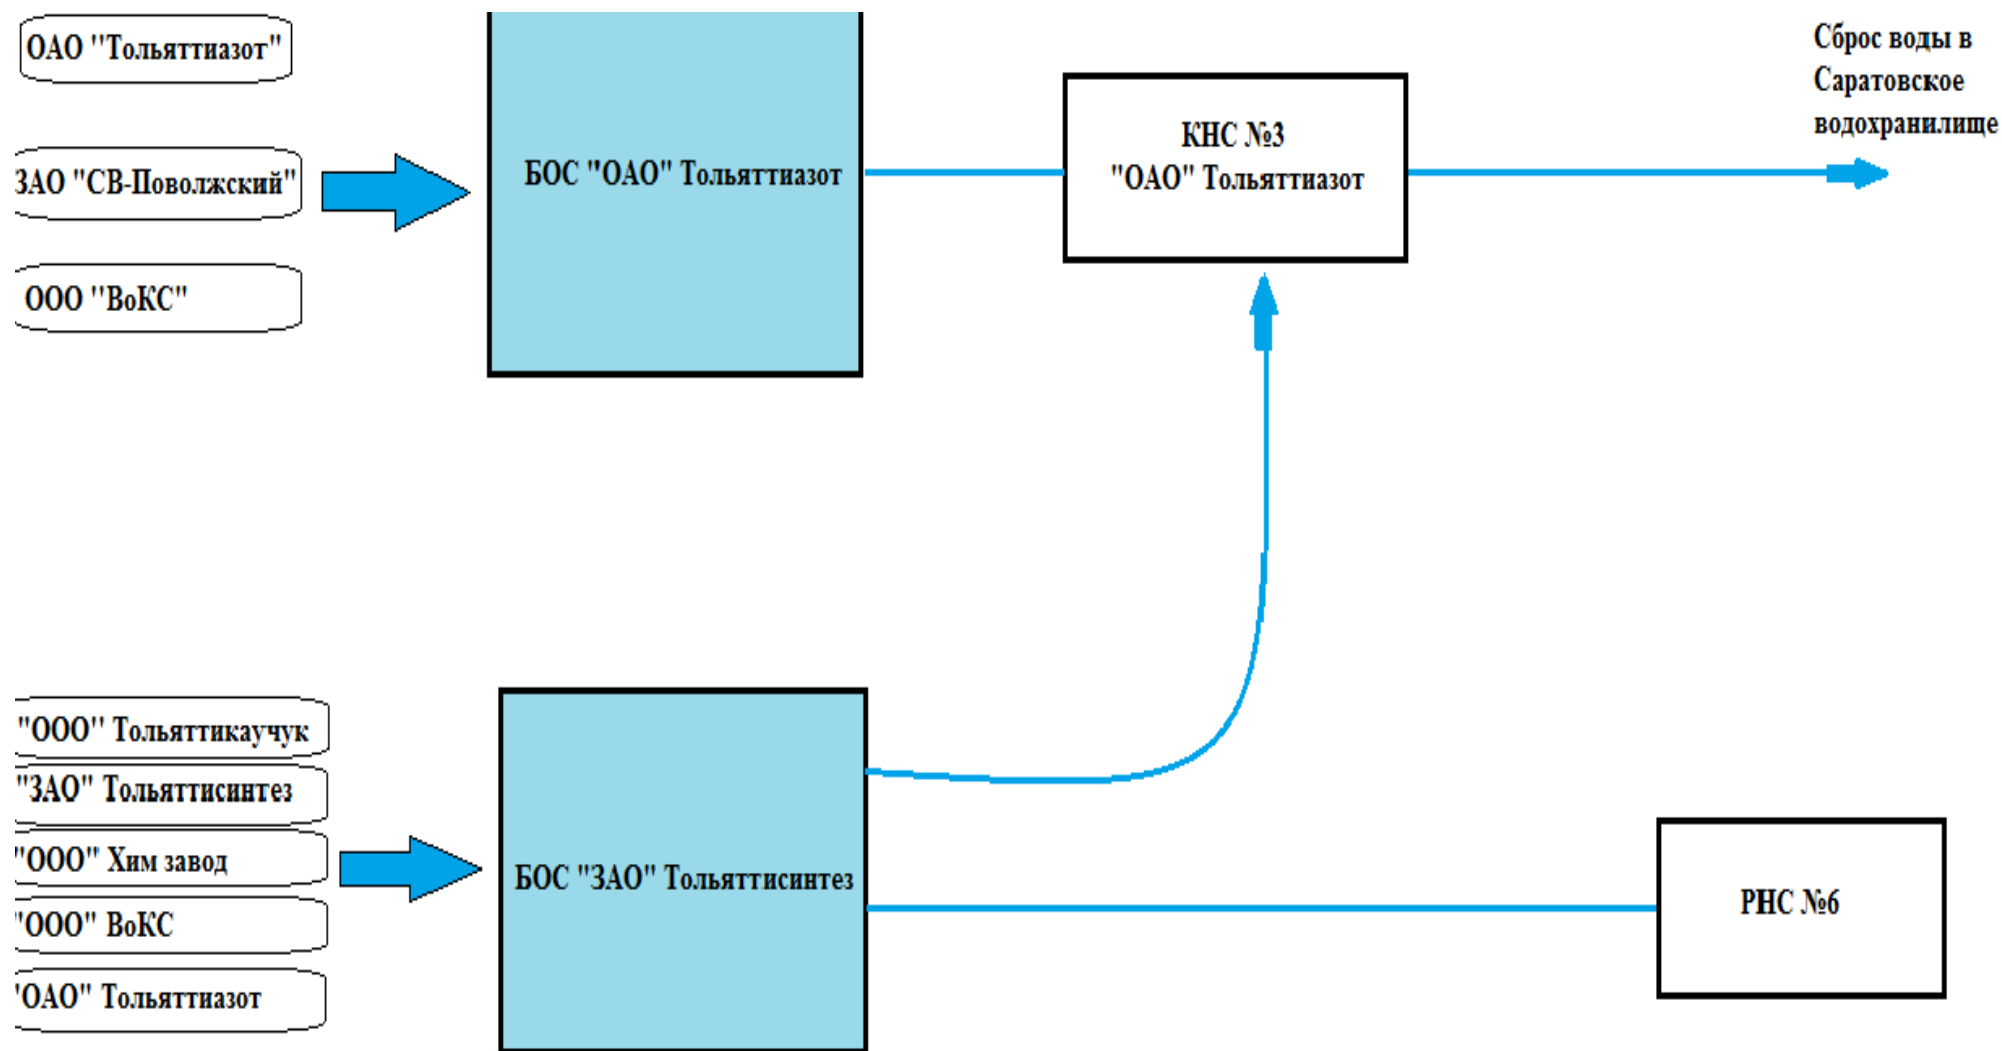 ОАО "Тольяттиазот"
ЗАО "СВ-Поволжский"
ООО "ВоКС"
БОС "ОАО" Тольяттиазот
КНС №3
"ОАО" Тольяттиазот
Сброс воды в
Саратовское
водохранилище
"ООО" Тольяттикаучук
"ЗАО" Тольяттисинтез
"ООО" Хим завод
"ООО" ВоКС
"ОАО" Тольяттиазот
БОС "ЗАО" Тольяттисинтез
РНС №6